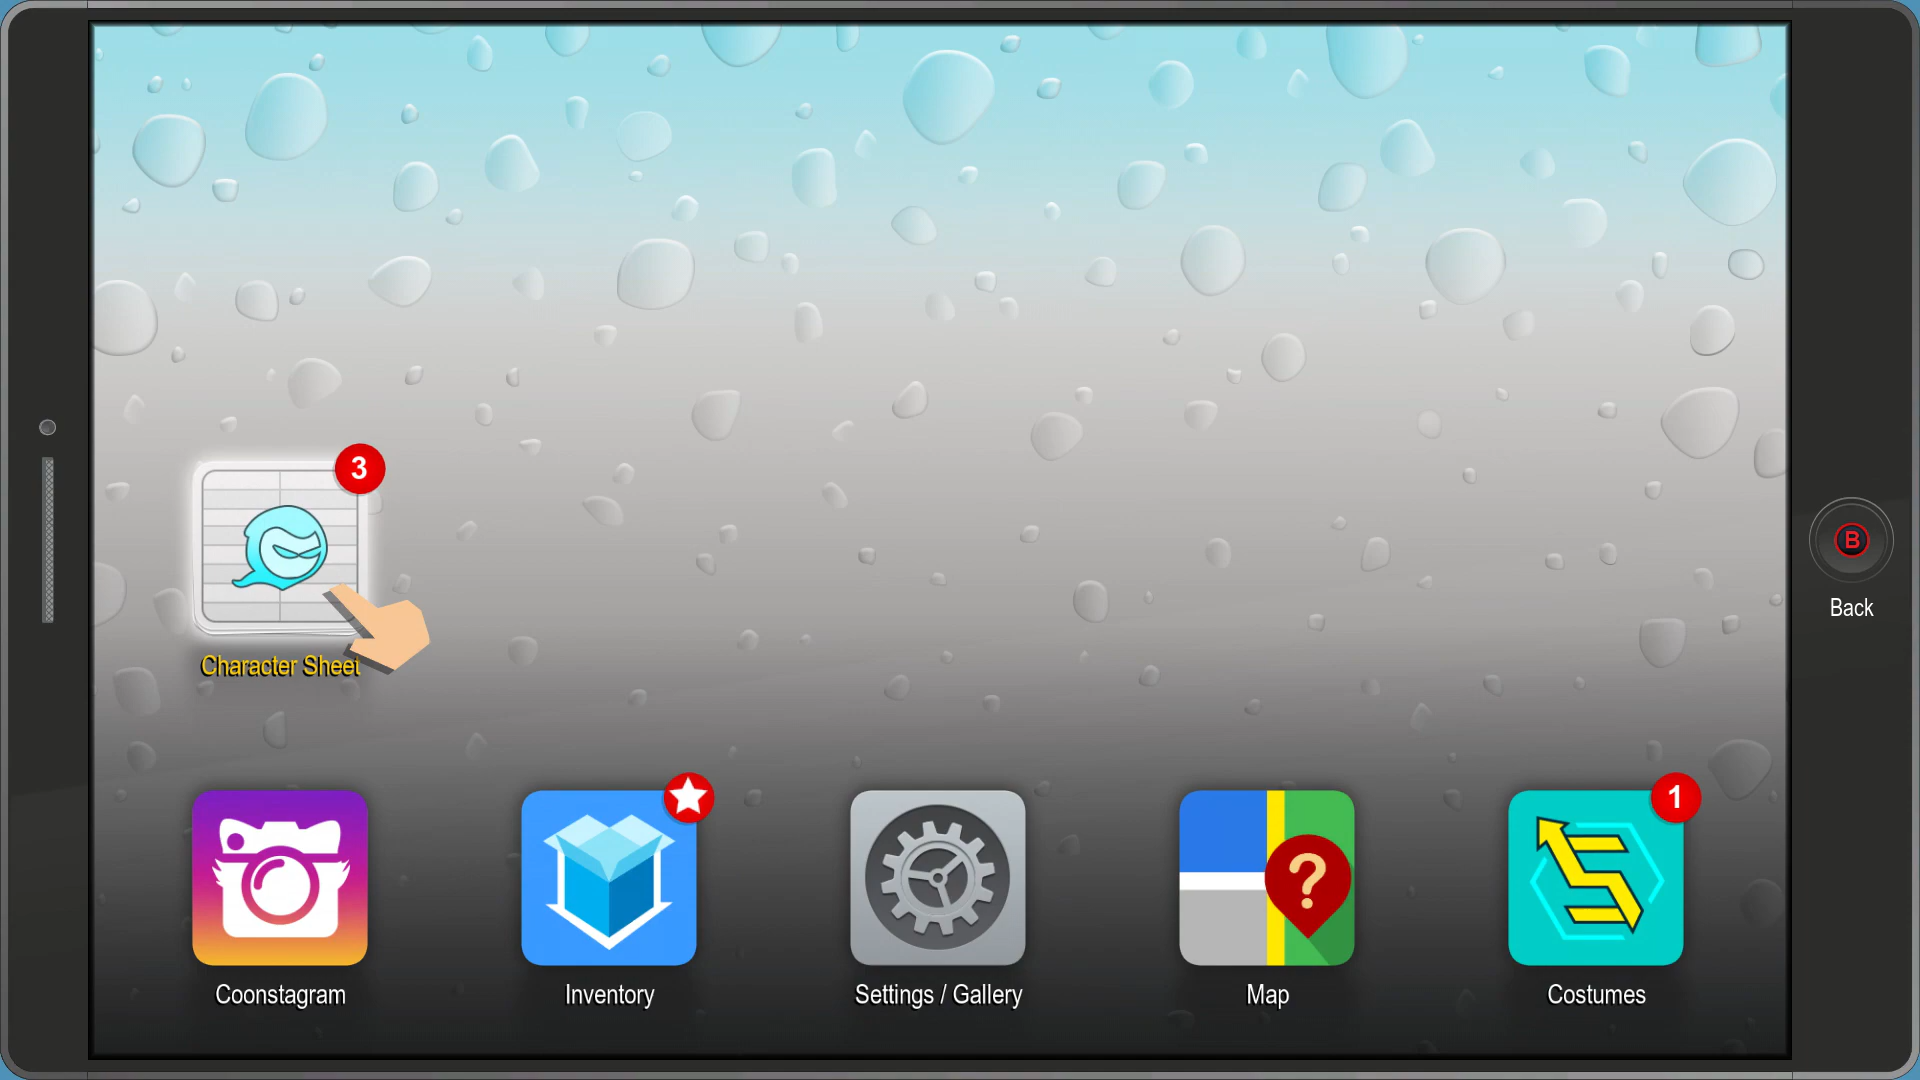 3
Character Sheet
B
Back
1
?
Coonstagram
Inventory
Settings / Gallery
Map
Costumes